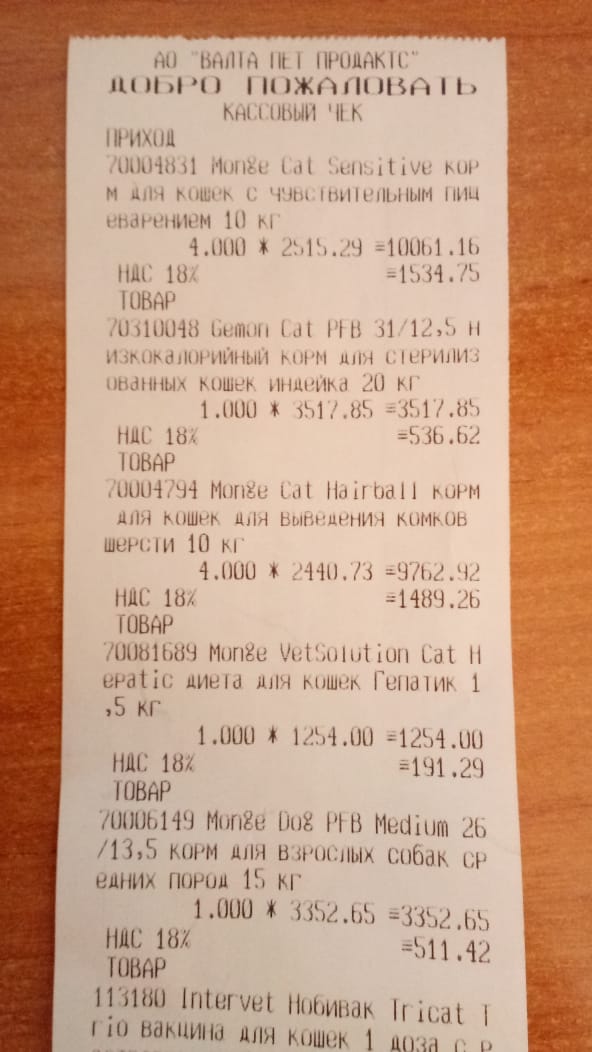 АО "ВАЛТА ПЕТ ПРОДАКТС"
ДОБРО ПОЖАЛОВАТЬ
КАССОВЫЙ ЧЕК
ПРИХОД
70004831 Monge Cat Sensitive кор
м для кошек с чувствительным пищ
еварением 10 кг
4.000 * 2515.29 =10061.16
НДС 18% =1534.75
ТОВАР
70310048 Gemon Cat PFB 31/12,5 н
изкокалорийный корм для стерилиз
ованных кошек индейка 20 кг
1.000 * 3517.85 =3517.85
НДС 18% =536.62
ТОВАР
70004794 Monge Cat Hairball корм
для кошек для выведения комков
шерсти 10 кг
4.000 * 2440.73 =9762.92
НДС 18% =1489.26
ТОВАР
70081689 Monge VetSolution Cat H
epatic диета для кошек Гепатик 1
,5 кг
1.000 * 1254.00 =1254.00
НДС 18% =191.29
ТОВАР
70006149 Monge Dog PFB Medium 26
/13,5 корм для взрослых собак ср
едних пород 15 кг
1.000 * 3352.65 =3352.65
НДС 18% =511.42
ТОВАР
113180 Intervet Нобивак Tricat T
rio вакцина для кошек 1 доза с р